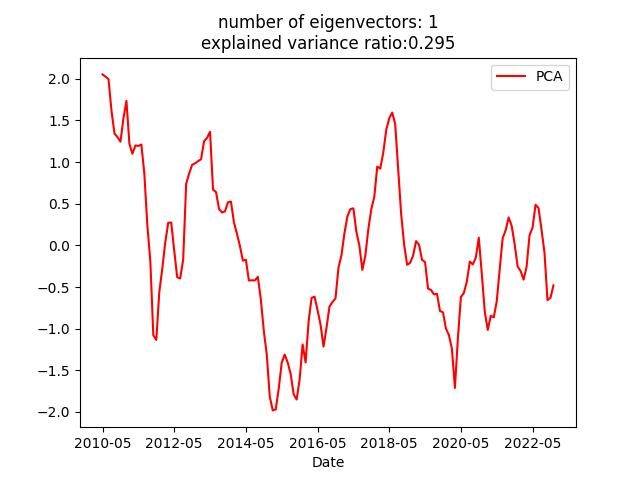 number of eigenvectors: 1
explained variance ratio:0.295
PCA
2.0
1.5
1.0
0.5
0.0
−0.5
−1.0
−1.5
−2.0
2010-05 2012-05 2014-05 2016-05 2018-05 2020-05 2022-05
Date